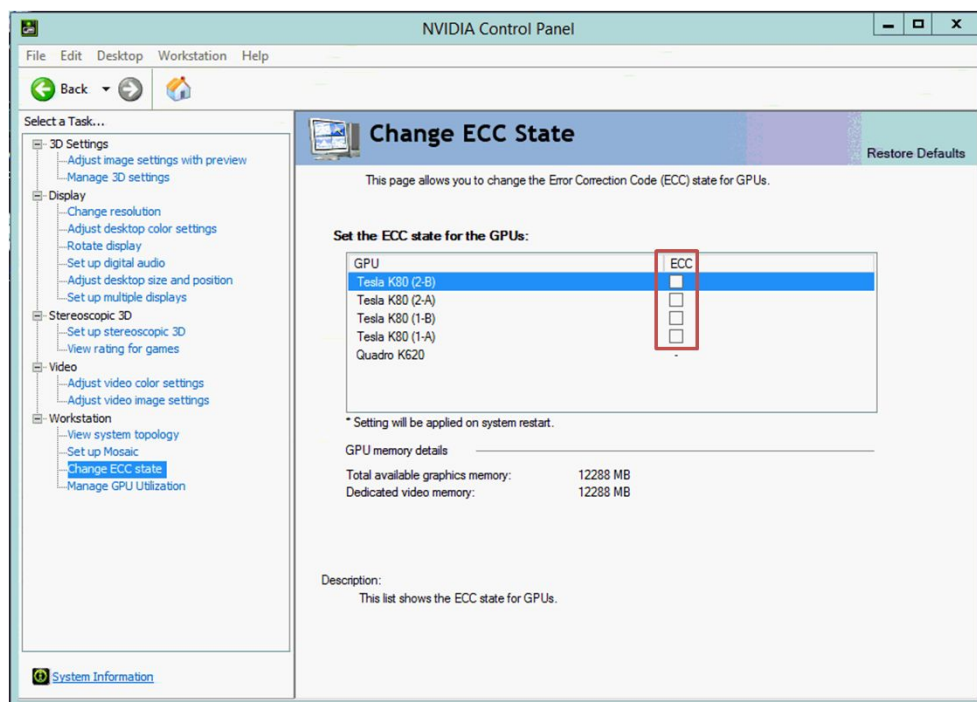 NVIDIA Control Panel
File Edit Desktop Workstation Help
Back
Select a Task...
3D Settings
Adjust image settings with preview
Manage 3D settings
Display
Change resolution
Adjust desktop color settings
Rotate display
Set up digital audio
Adjust desktop size and position
Set up multiple displays
Stereoscopic 3D
Set up stereoscopic 3D
View rating for games
Video
Adjust video color settings
Adjust video image settings
Workstation
View system topology
Set up Mosaic
Change ECC state
Manage GPU Utilization
System Information
Change ECC State
Restore Defaults
This page allows you to change the Error Correction Code (ECC) state for GPUs.
Set the ECC state for the GPUs:
GPU ECC
Tesla K80 (2-B)
Tesla K80 (2-A)
Tesla K80 (1-B)
Tesla K80 (1-A)
Quadro K620 -
* Setting will be applied on system restart.
GPU memory details
Total available graphics memory: 12288 MB
Dedicated video memory: 12288 MB
Description:
This list shows the ECC state for GPUs.